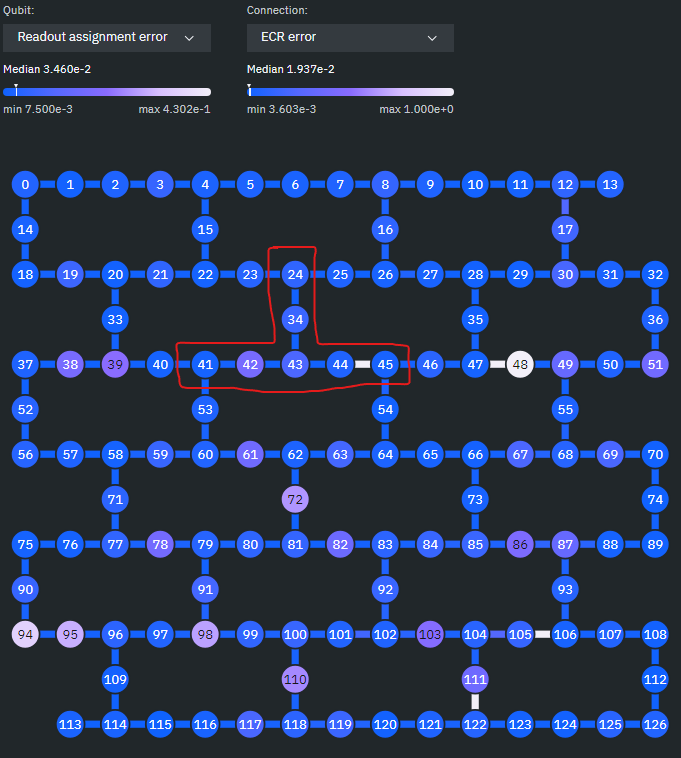 Qubit: Connection:
Readout assignment error ECR error
Median 3.460e-2 Median 1.937e-2
min 7.500e-3 max 4.302e-1 min 3.603e-3 max 1.000e+0
0 1 2 3 4 5 6 7 8 9 10 11 12 13
14 15 16 17
18 19 20 21 22 23 24 25 26 27 28 29 30 31 32
33 34 35 36
37 38 39 40 41 42 43 44 45 46 47 48 49 50 51
52 53 54 55
56 57 58 59 60 61 62 63 64 65 66 67 68 69 70
71 72 73 74
75 76 77 78 79 80 81 82 83 84 85 86 87 88 89
90 91 92 93
94 95 96 97 98 99 100 101 102 103 104 105 106 107 108
109 110 111 112
113 114 115 116 117 118 119 120 121 122 123 124 125 126